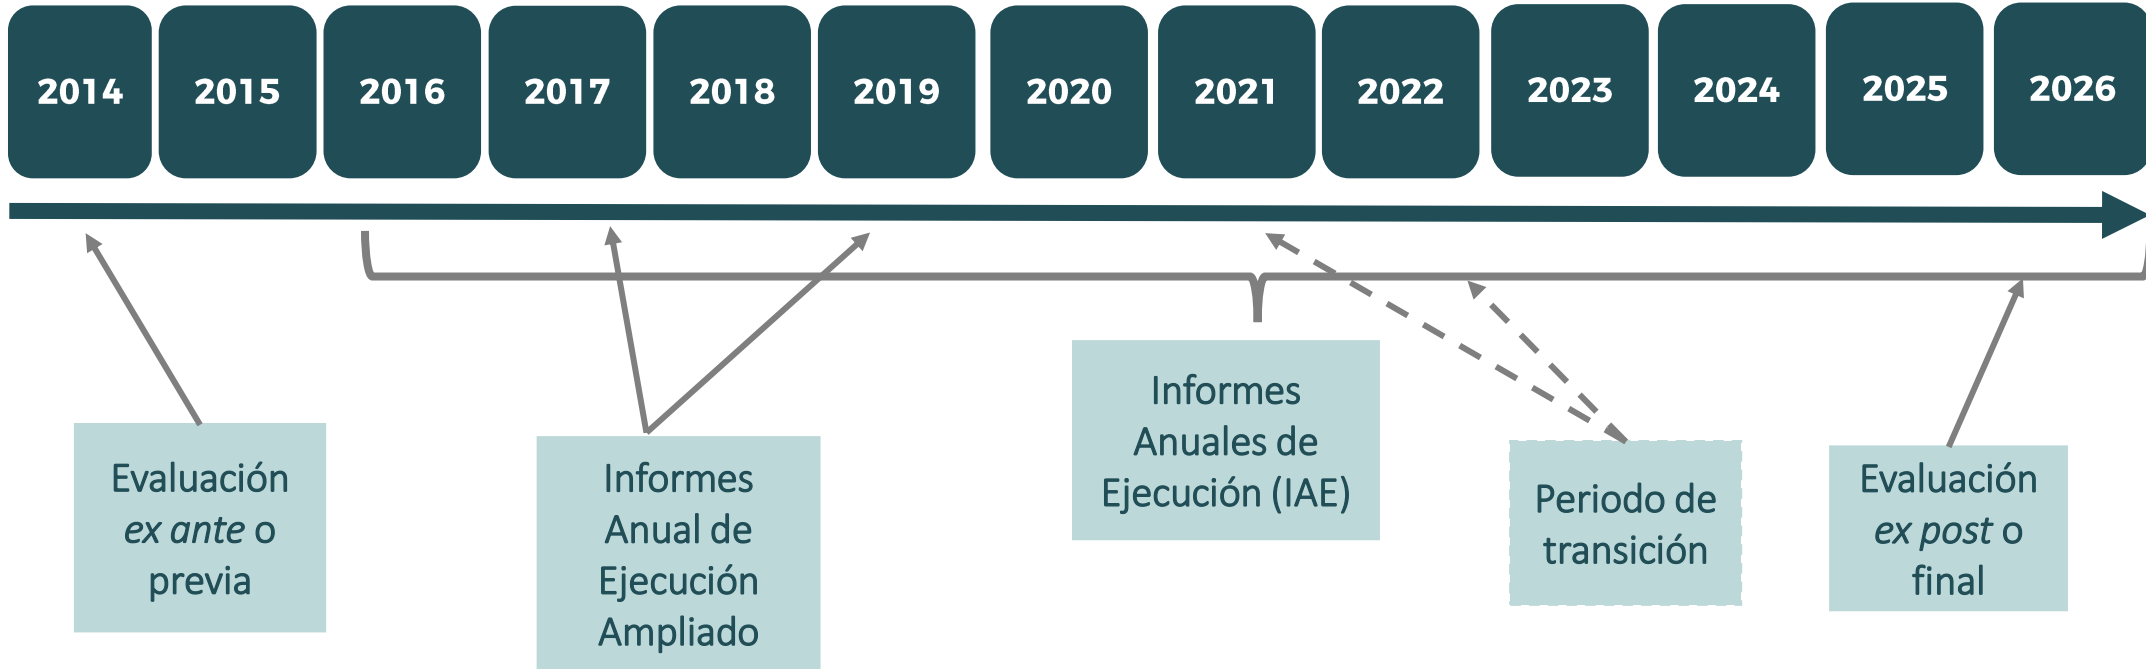 2014 2015 2016 2017 2018 2019 2020 2021 2022 2023 2024 2025 2026
Evaluación
ex ante o
previa
Informes
Anual de
Ejecución
Ampliado
Informes
Anuales de
Ejecución (IAE)
Periodo de
transición
Evaluación
ex post o
final